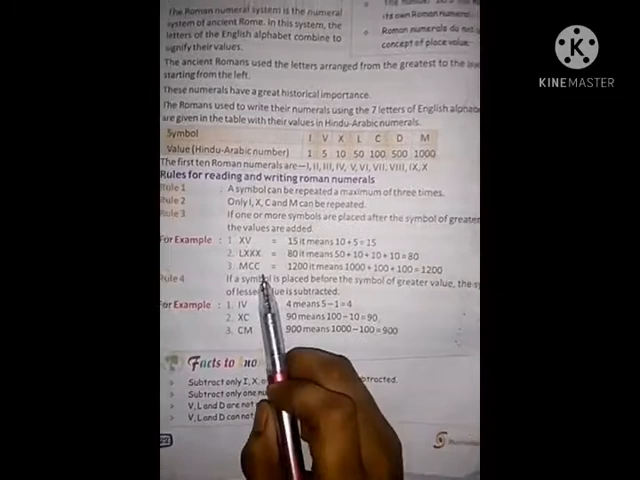 The Roman numeral system is the numeral
system of ancient Rome. In this system, the
letters of the English alphabet combine to
signify their values.
its own Roman numeral
Roman numerals do not
concept of place value.
The ancient Romans used the letters arranged from the greatest to the
starting from the left.
These numerals have a great historical importance.
The Romans used to write their numerals using the 7 letters of English
are given in the table with their values in Hindu-Arabic numerals.
Symbol I V X L C D M
Value (Hindu-Arabic number) 1 5 10 50 100 500 1000
The first ten Roman numerals are – I, II, III, IV, V, VI, VII, VIII, IX, X
Rules for reading and writing roman numerals
Rule 1 A symbol can be repeated a maximum of three times.
Rule 2 Only I, X, C and M can be repeated.
Rule 3 If one or more symbols are placed after the symbol of greater
the values are added.
For Example : 1. XV = 15 it means 10 + 5 = 15
2. LXXX = 80 it means 50 + 10 + 10 + 10 = 80
3. MCC = 1200 it means 1000 + 100 + 100 = 1200
Rule 4 If a symbol is placed before the symbol of greater value, the
of lesser value is subtracted.
For Example : 1. IV 4 means 5 – 1 = 4
2. XC 90 means 100 – 10 = 90
3. CM 900 means 1000 – 100 = 900
Facts to Know
Subtract only I, X,
Subtract only one
V, L and D are not
V, L and D can not
KINEMASTER